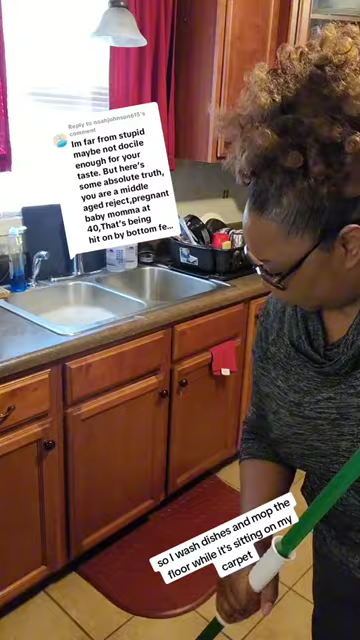 Reply to noahjohnson615's
comment
Im far from stupid
maybe not docile
enough for your
taste. But here's
some absolute truth,
you are a middle
aged reject,pregnant
baby momma at
40,That's being
hit on by bottom fe...
so I wash dishes and mop the
floor while it's sitting on my
carpet